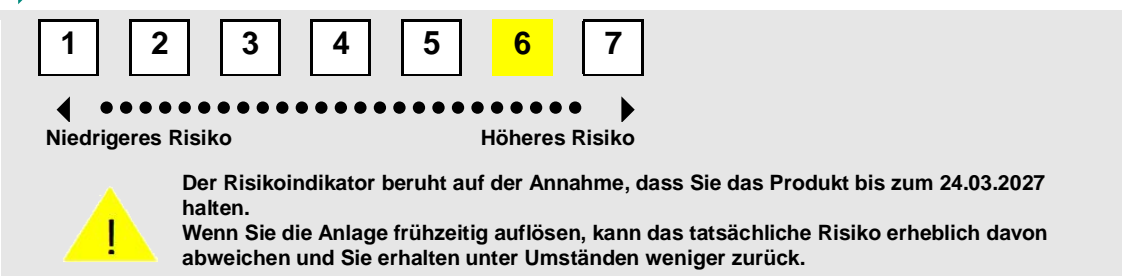 1 2 3 4 5 6 7
Niedrigeres Risiko Höheres Risiko
Der Risikoindikator beruht auf der Annahme, dass Sie das Produkt bis zum 24.03.2027
halten.
Wenn Sie die Anlage frühzeitig auflösen, kann das tatsächliche Risiko erheblich davon
abweichen und Sie erhalten unter Umständen weniger zurück.
!